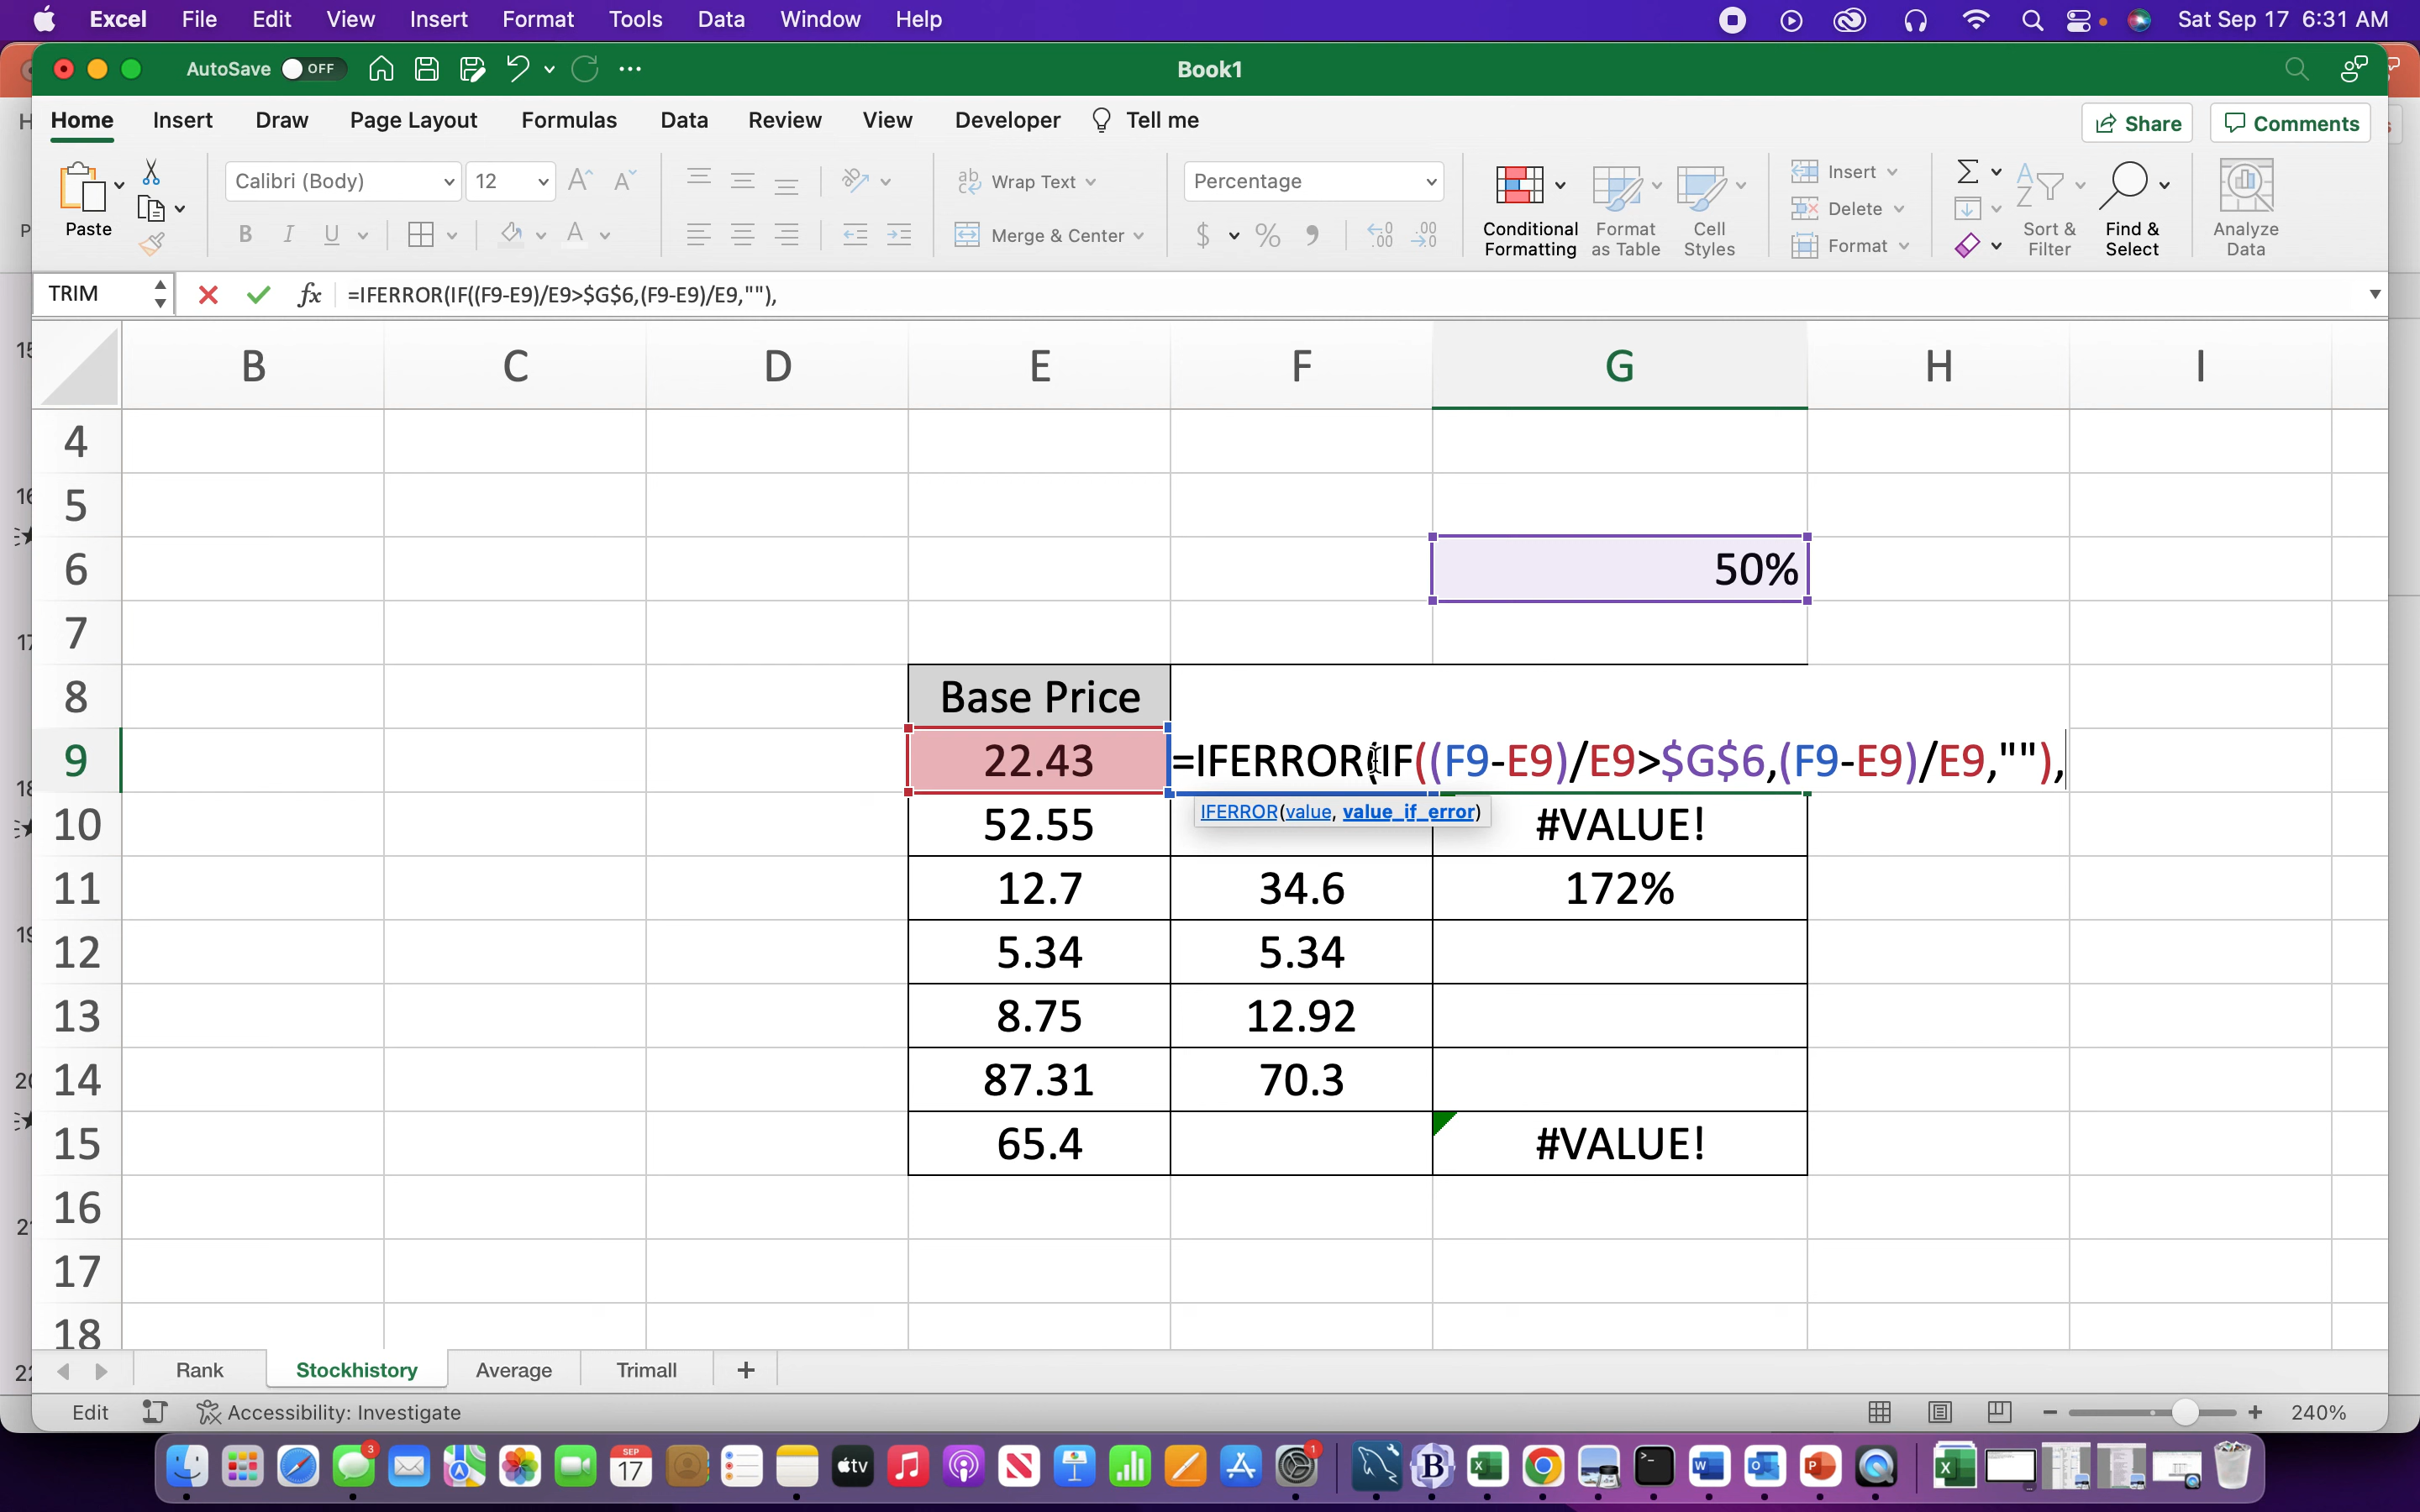 Excel File Edit View Insert Format Tools Data Window Help Sat Sep 17 6:31 AM
AutoSave OFF Book1
Home Insert Draw Page Layout Formulas Data Review View Developer Tell me Share Comments
Paste Calibri (Body) 12 Wrap Text Merge & Center Percentage Conditional Formatting Format as Table Cell Styles Insert Delete Format Sort & Filter Find & Select Analyze Data
TRIM fx =IFERROR(IF((F9-E9)/E9>$G$6,(F9-E9)/E9,""),
B C D E F G H I
4
5
6 50%
7
8 Base Price
9 22.43 =IFERROR(IF((F9-E9)/E9>$G$6,(F9-E9)/E9,""),
IFERROR(value, value_if_error)
10 52.55 #VALUE!
11 12.7 34.6 172%
12 5.34 5.34
13 8.75 12.92
14 87.31 70.3
15 65.4 #VALUE!
16
17
18
Rank Stockhistory Average Trimall +
Edit Accessibility: Investigate 240%
3 SEP 17 tv 1